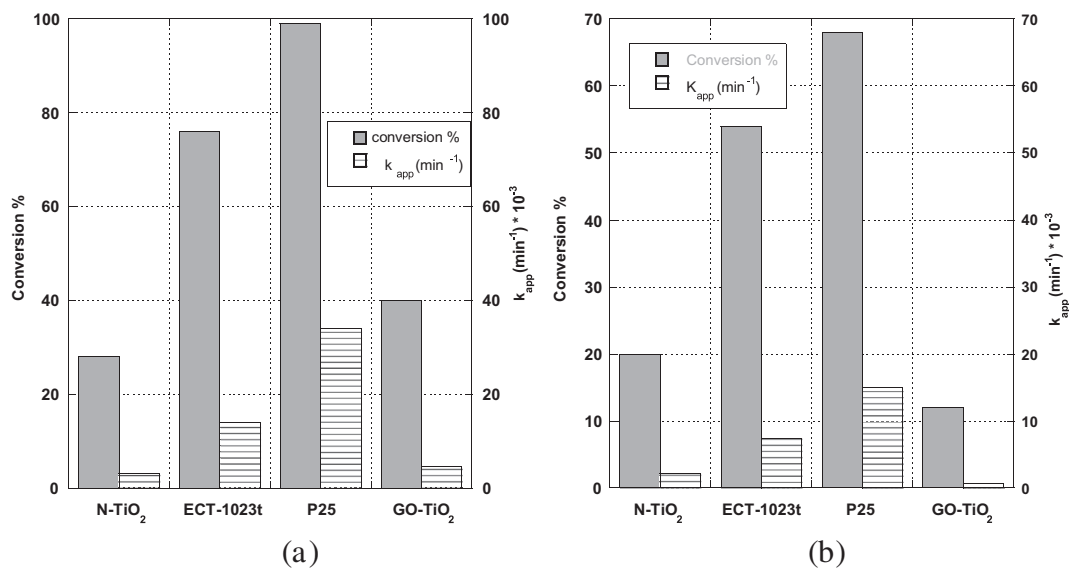 100
80
60
40
20
0
Conversion %
conversion %
k app (min -1)
100
80
60
40
20
0
kapp (min-1) * 10-3
N-TiO2 ECT-1023t P25 GO-TiO2
(a)
70
60
50
40
30
20
10
0
Conversion %
Conversion %
Kapp (min-1)
70
60
50
40
30
20
10
0
kapp (min-1) * 10-3
N-TiO2 ECT-1023t P25 GO-TiO2
(b)